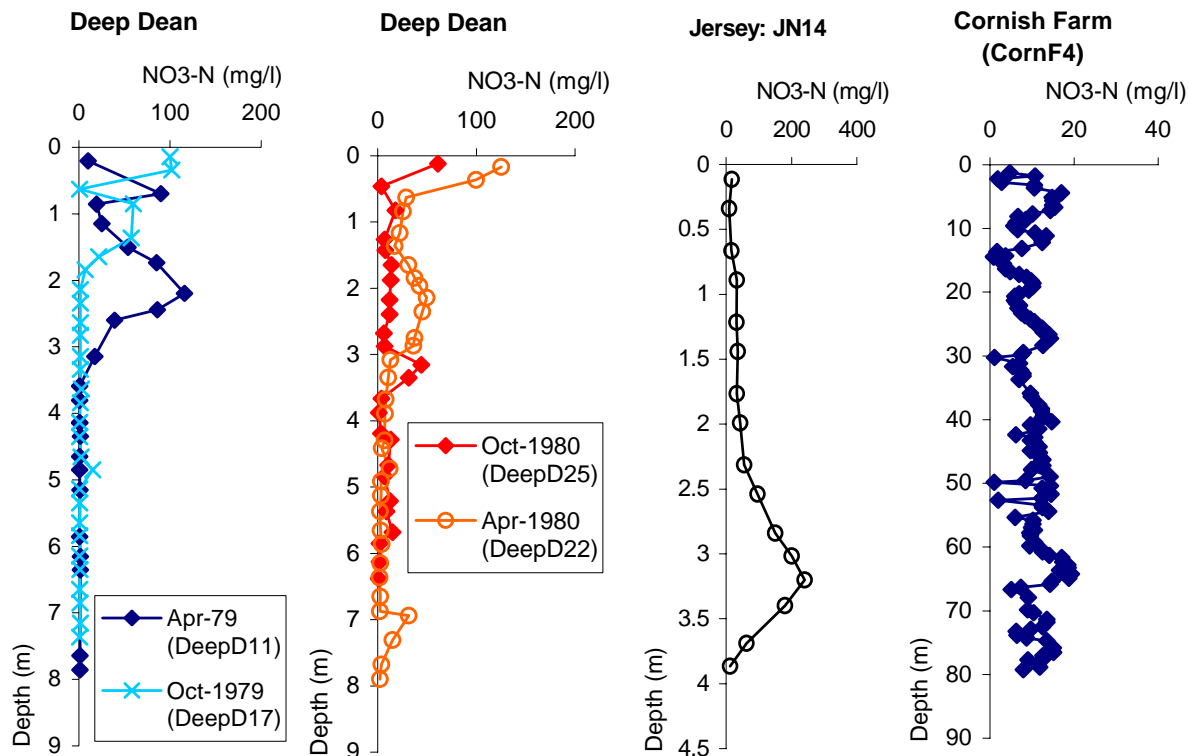 Deep Dean
NO3-N (mg/l)
0 100 200
0
1
2
3
4
5
6
7
8
9
Depth (m)
Apr-79
(DeepD11)
Oct-1979
(DeepD17)
Deep Dean
NO3-N (mg/l)
0 100 200
0
1
2
3
4
5
6
7
8
9
Depth (m)
Oct-1980
(DeepD25)
Apr-1980
(DeepD22)
Jersey: JN14
NO3-N (mg/l)
0 200 400
0
0.5
1
1.5
2
2.5
3
3.5
4
4.5
Depth (m)
Cornish Farm
(CornF4)
NO3-N (mg/l)
0 20 40
0
10
20
30
40
50
60
70
80
90
Depth (m)